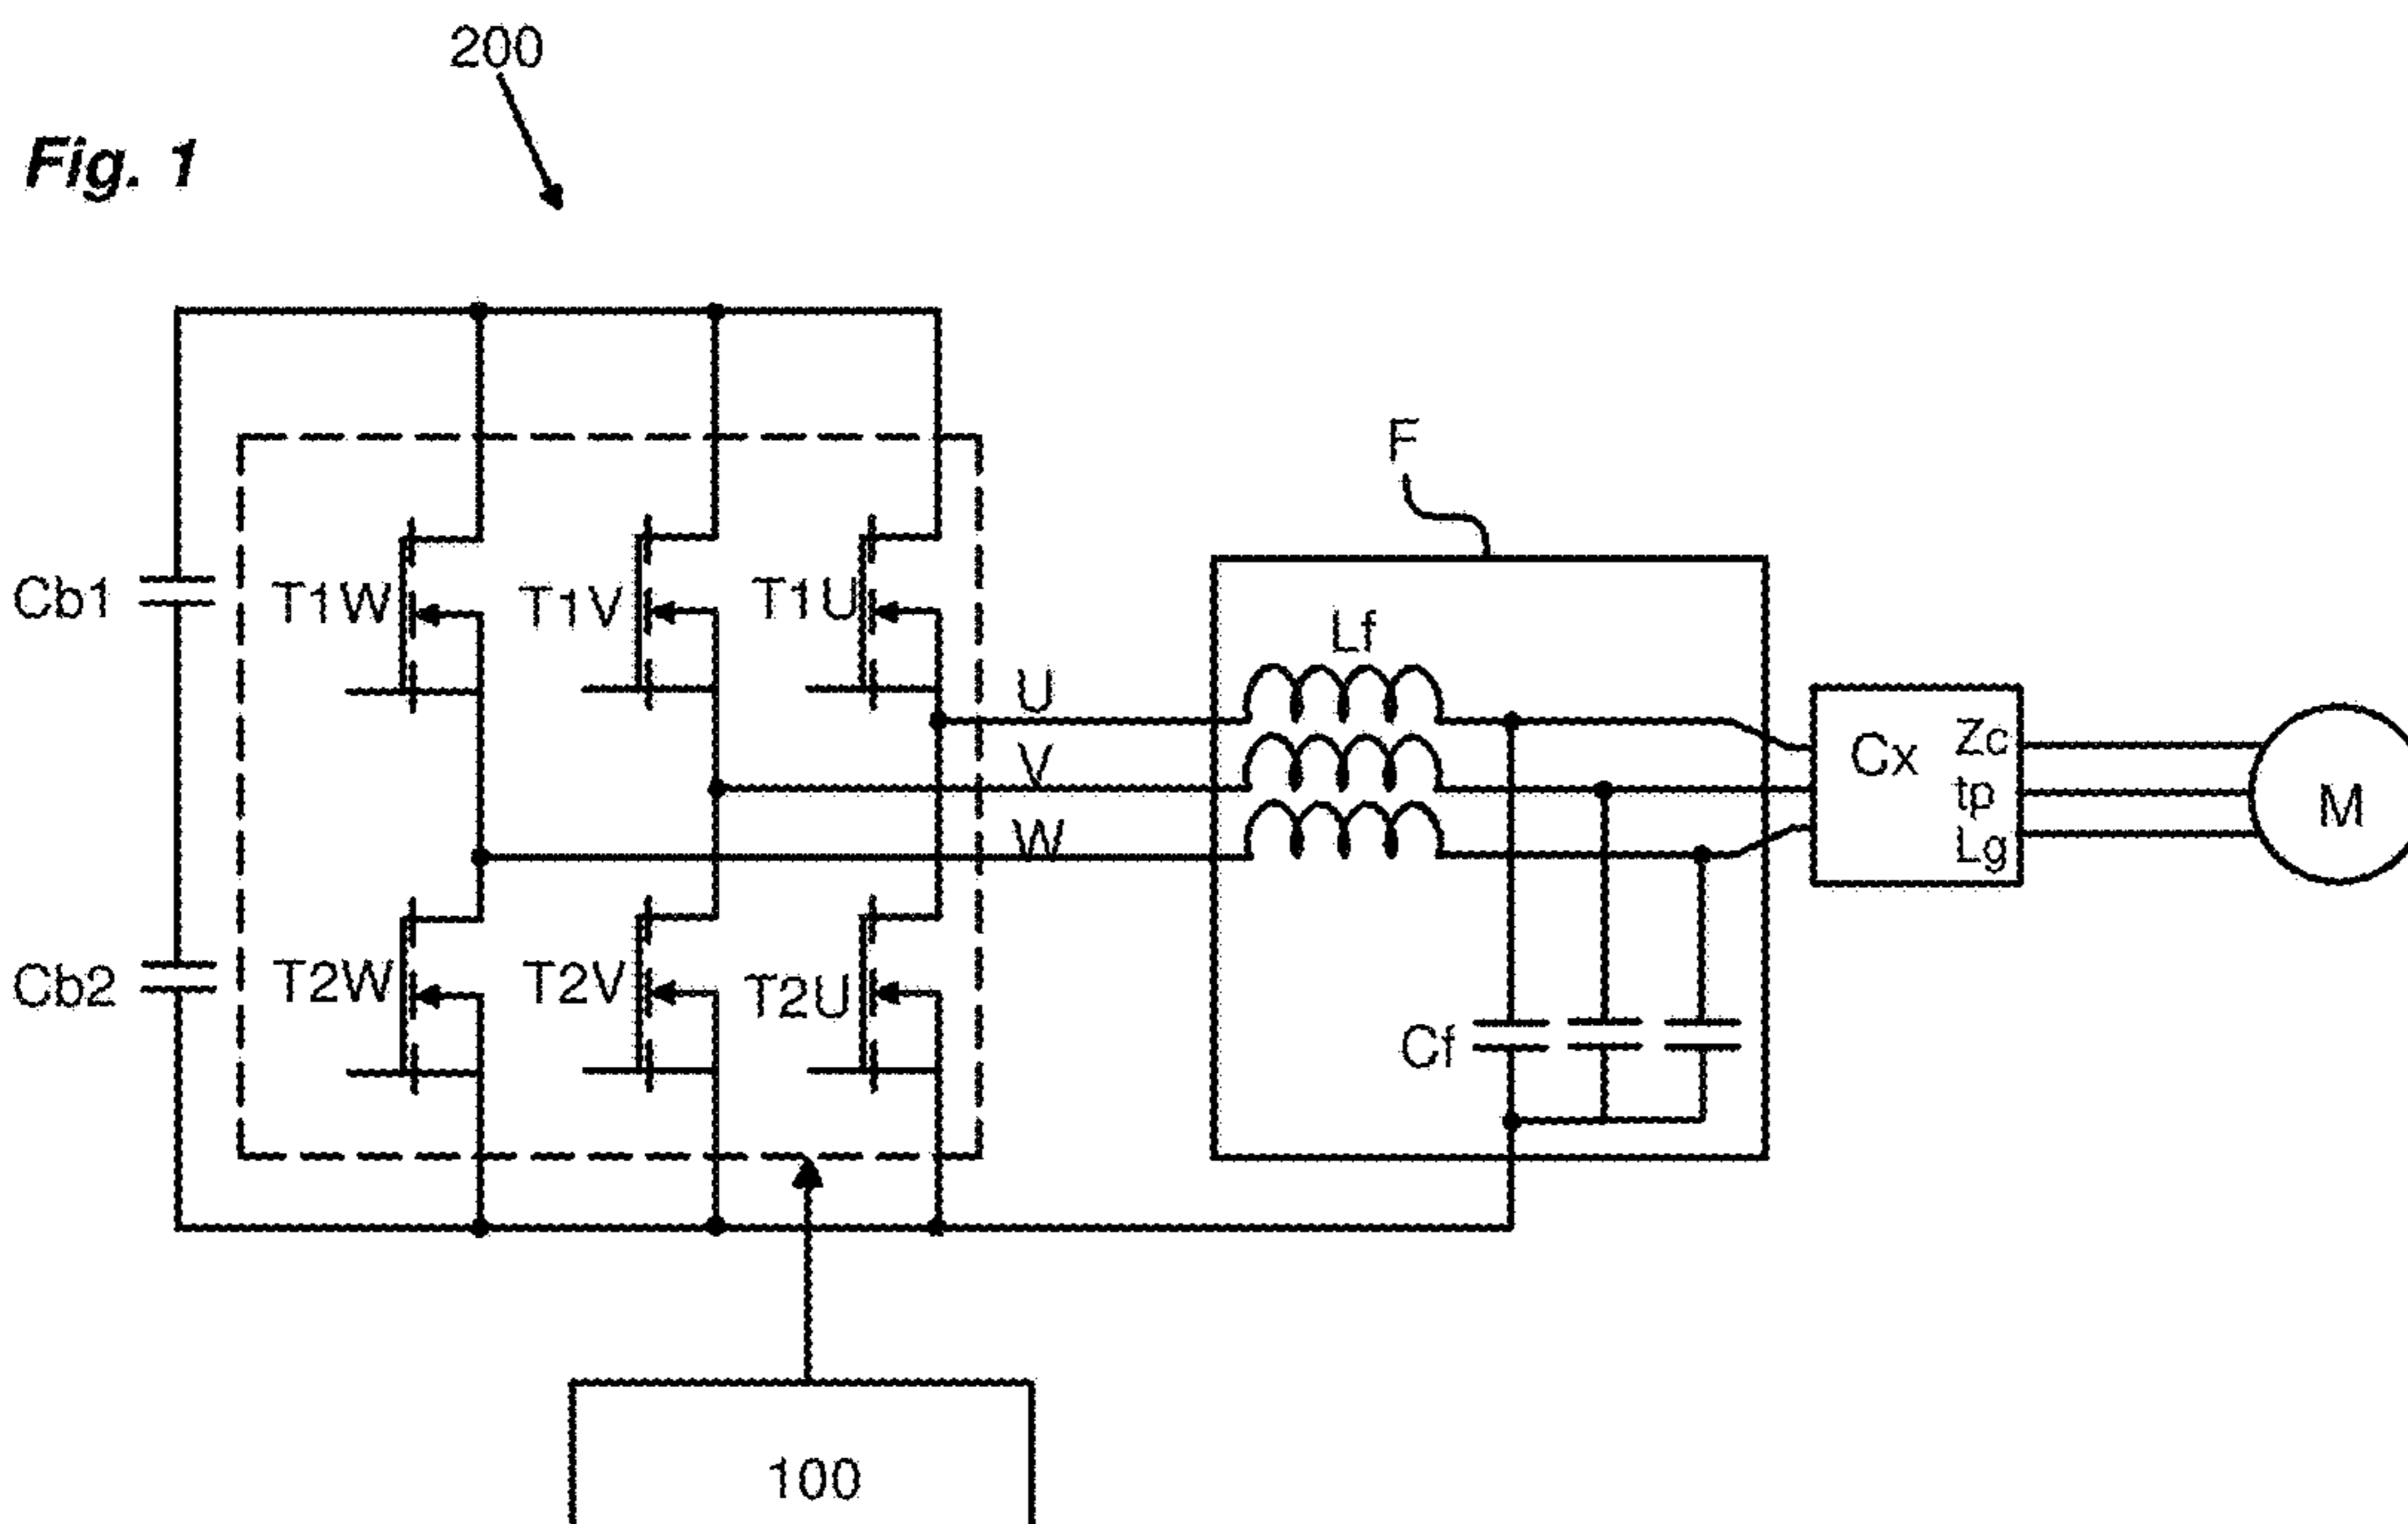 200
Fig. 1
F
Cb1
T1W
T1V
T1U
Lf
U
V
W
Cx
Zc
tp
Lg
M
Cb2
T2W
T2V
T2U
Cf
100